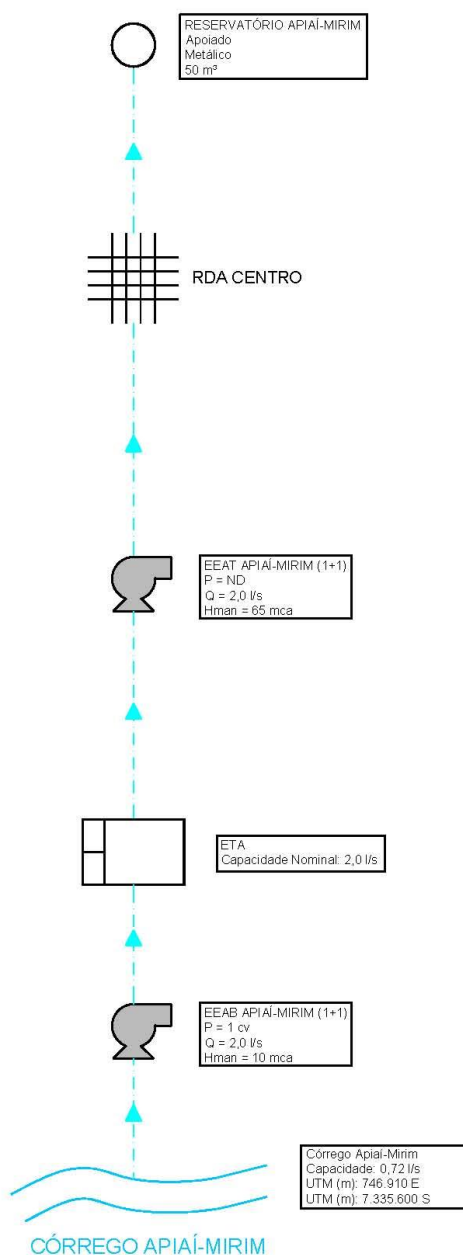 RESERVATÓRIO APIAÍ-MIRIM
Apoiado
Metálico
50 m³
RDA CENTRO
EEAT APIAÍ-MIRIM (1+1)
P = ND
Q = 2,0 l/s
Hman = 65 mca
ETA
Capacidade Nominal: 2,0 l/s
EEAB APIAÍ-MIRIM (1+1)
P = 1 cv
Q = 2,0 l/s
Hman = 10 mca
Córrego Apiaí-Mirim
Capacidade: 0,72 l/s
UTM (m): 746.910 E
UTM (m): 7.335.600 S
CÓRREGO APIAÍ-MIRIM